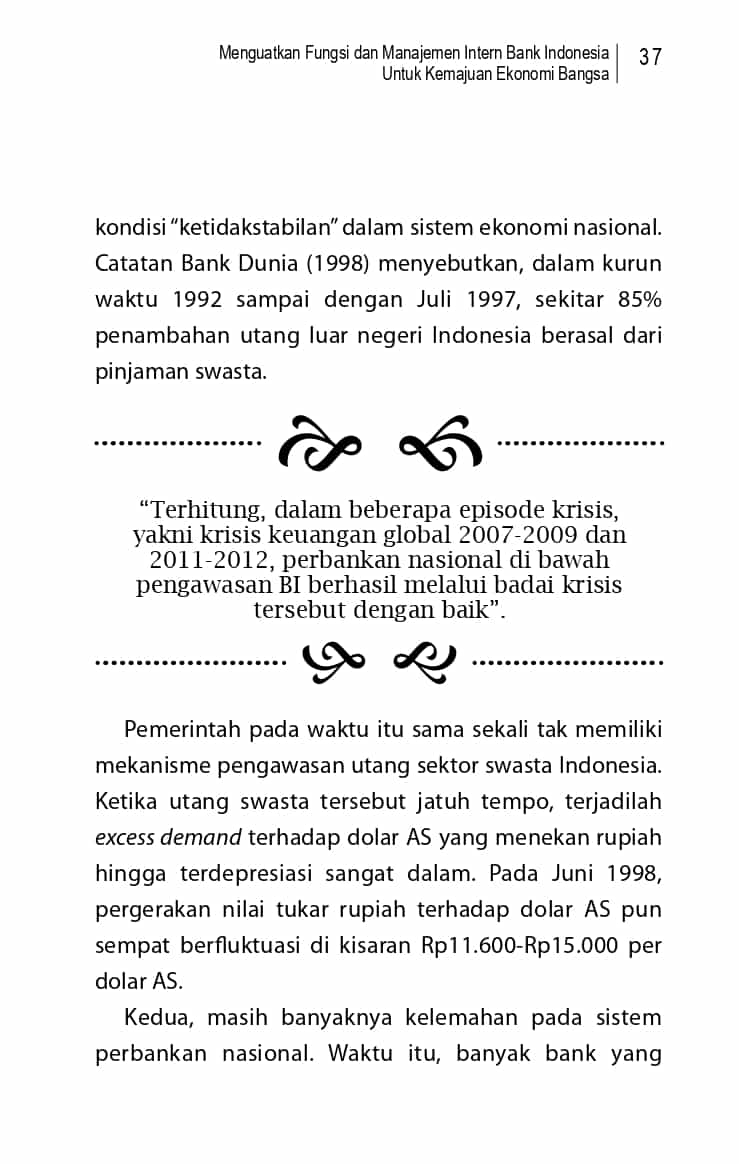 Menguatkan Fungsi dan Manajemen Intern Bank Indonesia
Untuk Kemajuan Ekonomi Bangsa
37
kondisi “ketidakstabilan” dalam sistem ekonomi nasional.
Catatan Bank Dunia (1998) menyebutkan, dalam kurun
waktu 1992 sampai dengan Juli 1997, sekitar 85%
penambahan utang luar negeri Indonesia berasal dari
pinjaman swasta.
“Terhitung, dalam beberapa episode krisis,
yakni krisis keuangan global 2007-2009 dan
2011-2012, perbankan nasional di bawah
pengawasan BI berhasil melalui badai krisis
tersebut dengan baik”.
Pemerintah pada waktu itu sama sekali tak memiliki
mekanisme pengawasan utang sektor swasta Indonesia.
Ketika utang swasta tersebut jatuh tempo, terjadilah
excess demand terhadap dolar AS yang menekan rupiah
hingga terdepresiasi sangat dalam. Pada Juni 1998,
pergerakan nilai tukar rupiah terhadap dolar AS pun
sempat berfluktuasi di kisaran Rp11.600-Rp15.000 per
dolar AS.
Kedua, masih banyaknya kelemahan pada sistem
perbankan nasional. Waktu itu, banyak bank yang